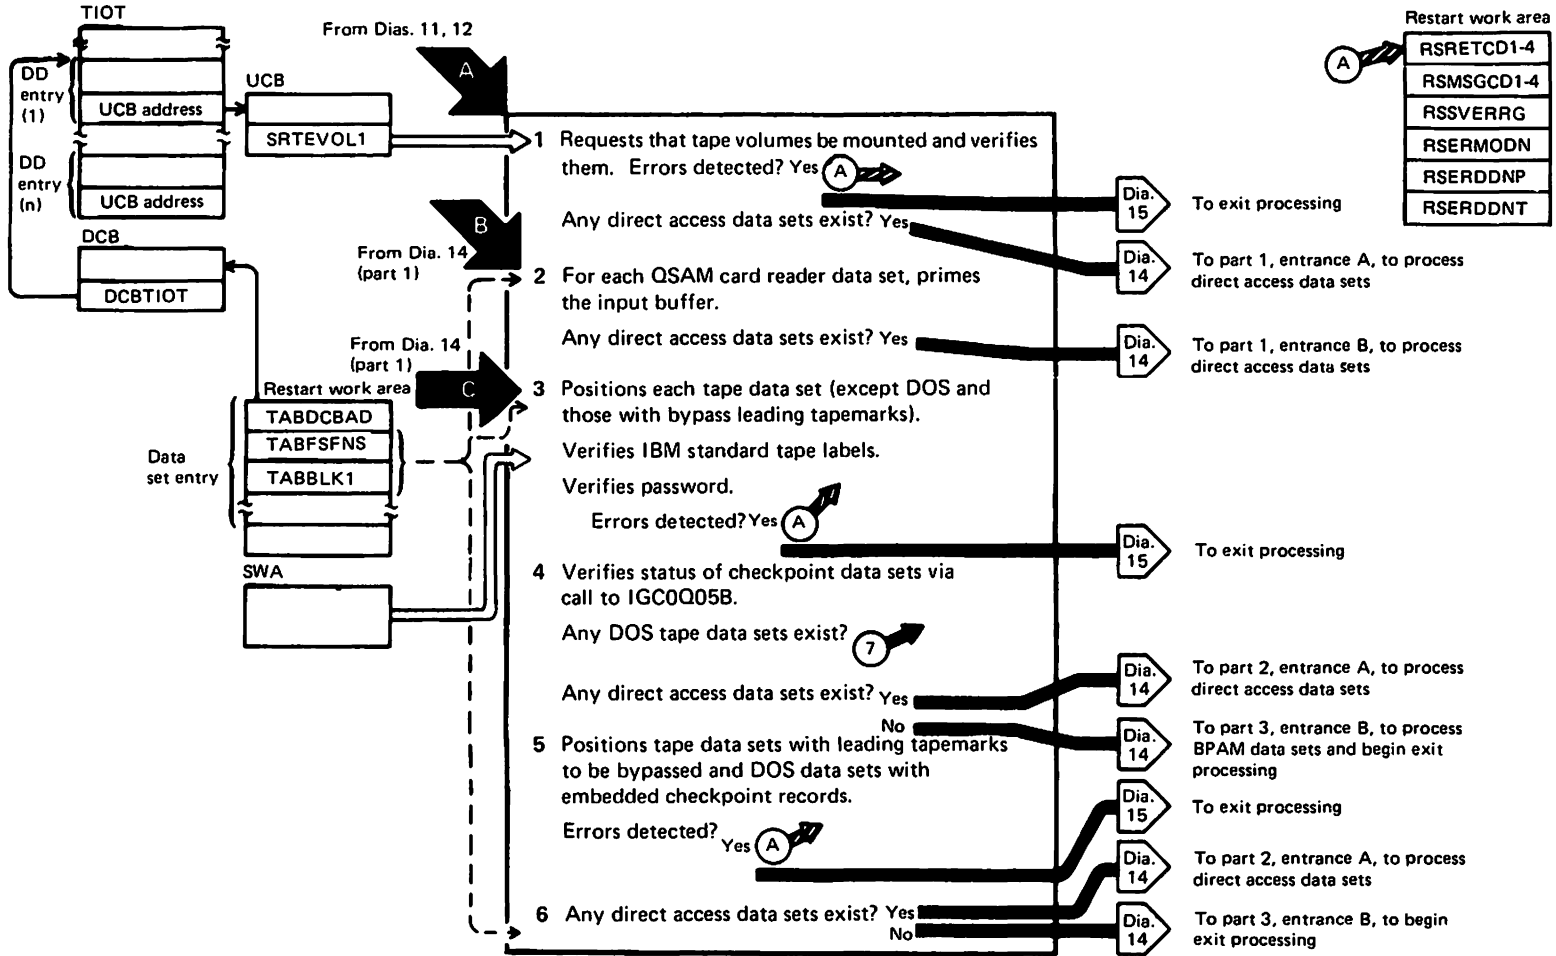 TIOT
DD
entry
(1)
UCB address
DD
entry
(n)
UCB address
UCB
SRTEVOL1
DCB
DCBTIOT
From Dias. 11, 12
A
B
From Dia. 14
(part 1)
From Dia. 14
(part 1)
C
Restart work area
TABDCBAD
TABFSFNS
TABBLK1
Data
set entry
SWA
1 Requests that tape volumes be mounted and verifies
them. Errors detected? Yes A
Any direct access data sets exist? Yes
2 For each QSAM card reader data set, primes
the input buffer.
Any direct access data sets exist? Yes
3 Positions each tape data set (except DOS and
those with bypass leading tapemarks).
Verifies IBM standard tape labels.
Verifies password.
Errors detected? Yes A
4 Verifies status of checkpoint data sets via
call to IGC0Q05B.
Any DOS tape data sets exist? 7
Any direct access data sets exist? Yes
No
5 Positions tape data sets with leading tapemarks
to be bypassed and DOS data sets with
embedded checkpoint records.
Errors detected? Yes A
6 Any direct access data sets exist? Yes
No
Restart work area
A
RSRETCD1-4
RSMSGCD1-4
RSSVERRG
RSERMODN
RSERDDNP
RSERDDNT
Dia.
15
To exit processing
Dia.
14
To part 1, entrance A, to process
direct access data sets
Dia.
14
To part 1, entrance B, to process
direct access data sets
Dia.
15
To exit processing
Dia.
14
To part 2, entrance A, to process
direct access data sets
Dia.
14
To part 3, entrance B, to process
BPAM data sets and begin exit
processing
Dia.
15
To exit processing
Dia.
14
To part 2, entrance A, to process
direct access data sets
Dia.
14
To part 3, entrance B, to begin
exit processing